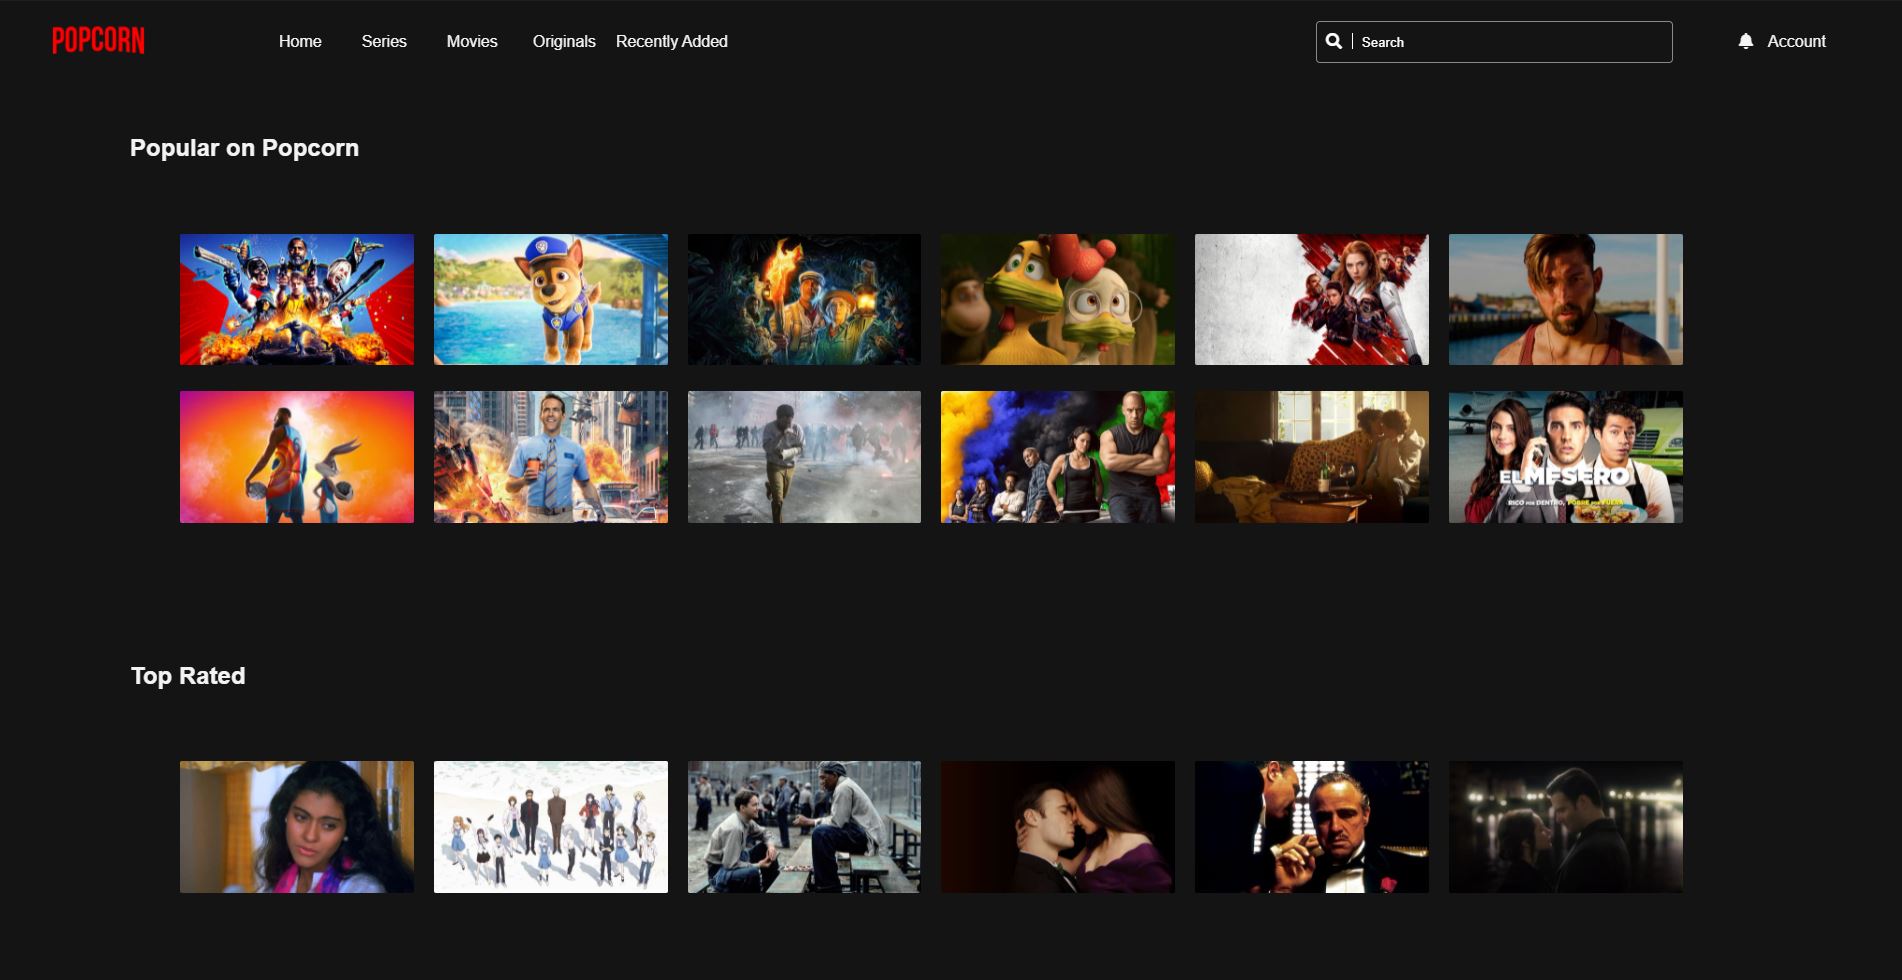 POPCORN
Home Series Movies Originals Recently Added
Search
Account
Popular on Popcorn
EL MESERO
RICO POR DENTRO, POBRE POR FUERA
Top Rated